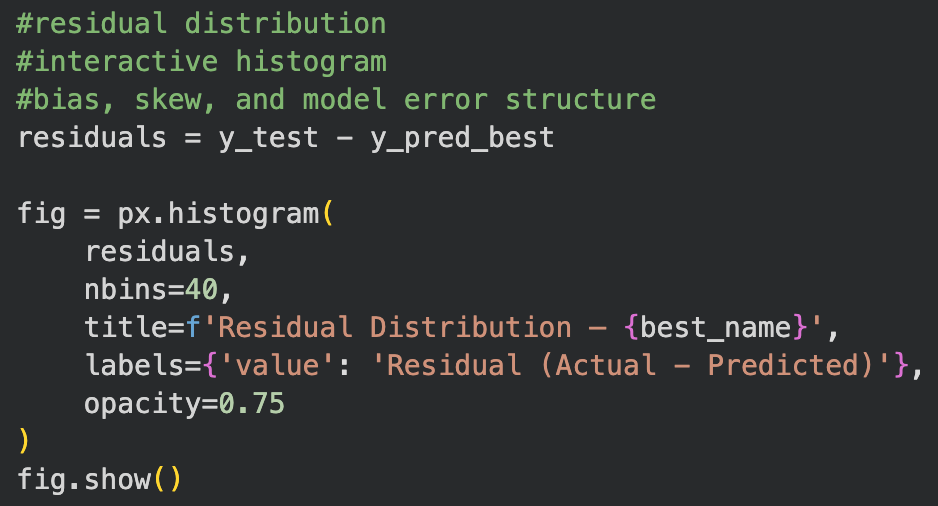 #residual distribution
#interactive histogram
#bias, skew, and model error structure
residuals = y_test - y_pred_best

fig = px.histogram(
    residuals,
    nbins=40,
    title=f'Residual Distribution — {best_name}',
    labels={'value': 'Residual (Actual - Predicted)'},
    opacity=0.75
)
fig.show()